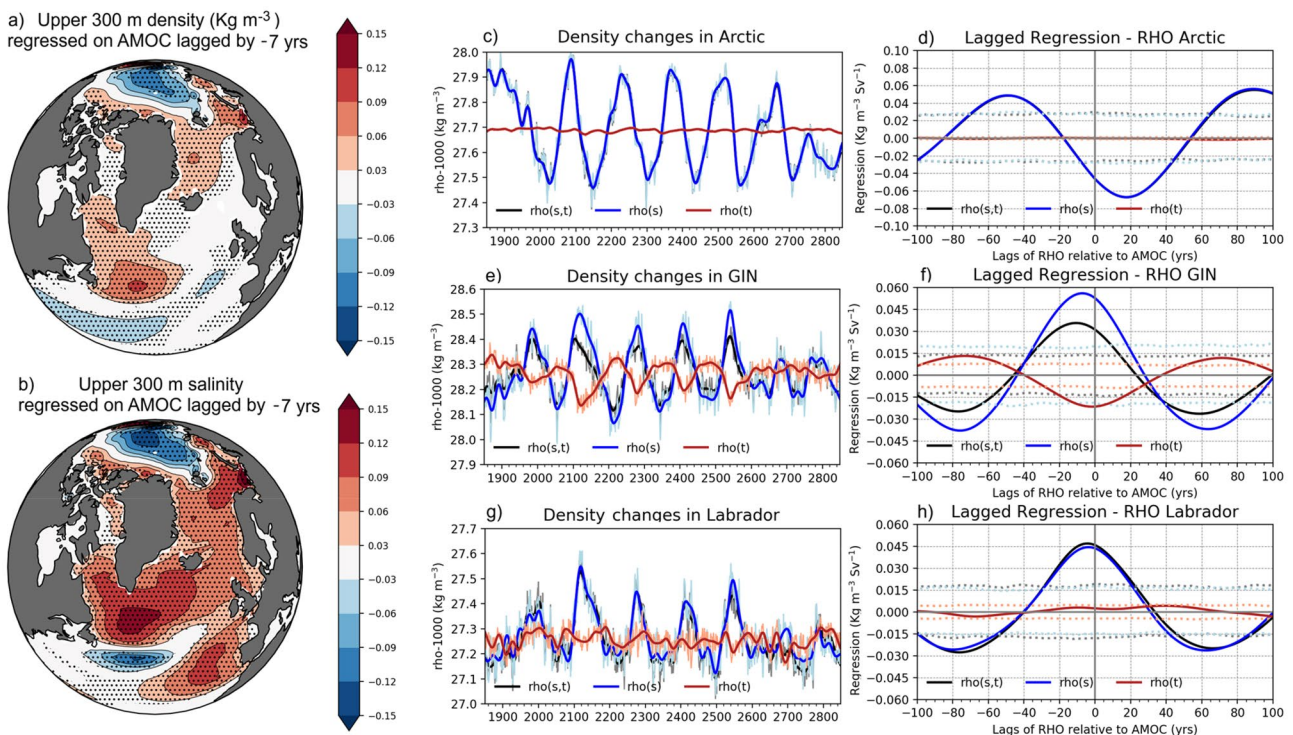 a) Upper 300 m density (Kg m⁻³)
regressed on AMOC lagged by -7 yrs
0.15
0.12
0.09
0.06
0.03
−0.03
−0.06
−0.09
−0.12
−0.15
b) Upper 300 m salinity
regressed on AMOC lagged by -7 yrs
0.15
0.12
0.09
0.06
0.03
−0.03
−0.06
−0.09
−0.12
−0.15
c) Density changes in Arctic
rho-1000 (kg m⁻³)
28.0
27.9
27.8
27.7
27.6
27.5
27.4
27.3
rho(s,t) rho(s) rho(t)
1900 2000 2100 2200 2300 2400 2500 2600 2700 2800
d) Lagged Regression - RHO Arctic
Regression (Kg m⁻³ Sv⁻¹)
0.10
0.08
0.06
0.04
0.02
0.00
−0.02
−0.04
−0.06
−0.08
−0.10
rho(s,t) rho(s) rho(t)
−100 −80 −60 −40 −20 0 20 40 60 80 100
Lags of RHO relative to AMOC (yrs)
e) Density changes in GIN
rho-1000 (kg m⁻³)
28.6
28.5
28.4
28.3
28.2
28.1
28.0
27.9
rho(s,t) rho(s) rho(t)
1900 2000 2100 2200 2300 2400 2500 2600 2700 2800
f) Lagged Regression - RHO GIN
Regression (Kg m⁻³ Sv⁻¹)
0.060
0.045
0.030
0.015
0.000
−0.015
−0.030
−0.045
−0.060
rho(s,t) rho(s) rho(t)
−100 −80 −60 −40 −20 0 20 40 60 80 100
Lags of RHO relative to AMOC (yrs)
g) Density changes in Labrador
rho-1000 (kg m⁻³)
27.7
27.6
27.5
27.4
27.3
27.2
27.1
27.0
rho(s,t) rho(s) rho(t)
1900 2000 2100 2200 2300 2400 2500 2600 2700 2800
h) Lagged Regression - RHO Labrador
Regression (Kg m⁻³ Sv⁻¹)
0.060
0.045
0.030
0.015
0.000
−0.015
−0.030
−0.045
−0.060
rho(s,t) rho(s) rho(t)
−100 −80 −60 −40 −20 0 20 40 60 80 100
Lags of RHO relative to AMOC (yrs)